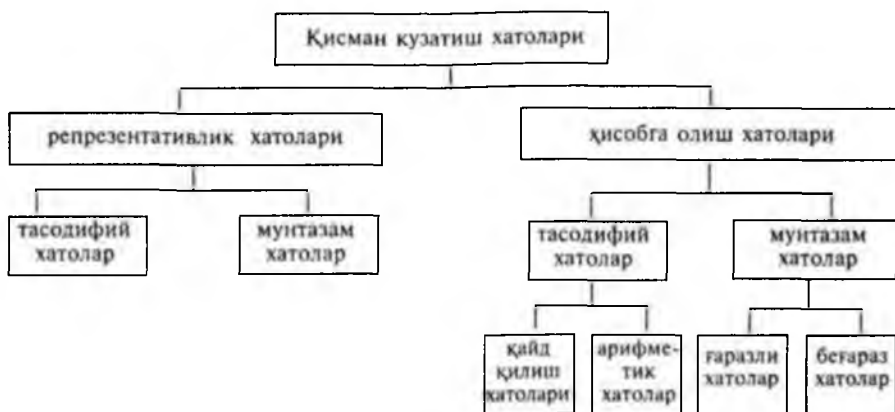 Қисман кузатиш хатолари
репрезентативлик хатолари
ҳисобга олиш хатолари
тасодифий
хатолар
мунтазам
хатолар
тасодифий
хатолар
мунтазам
хатолар
қайд
қилиш
хатолари
арифме-
тик
хатолар
ғаразли
хатолар
беғараз
хатолар